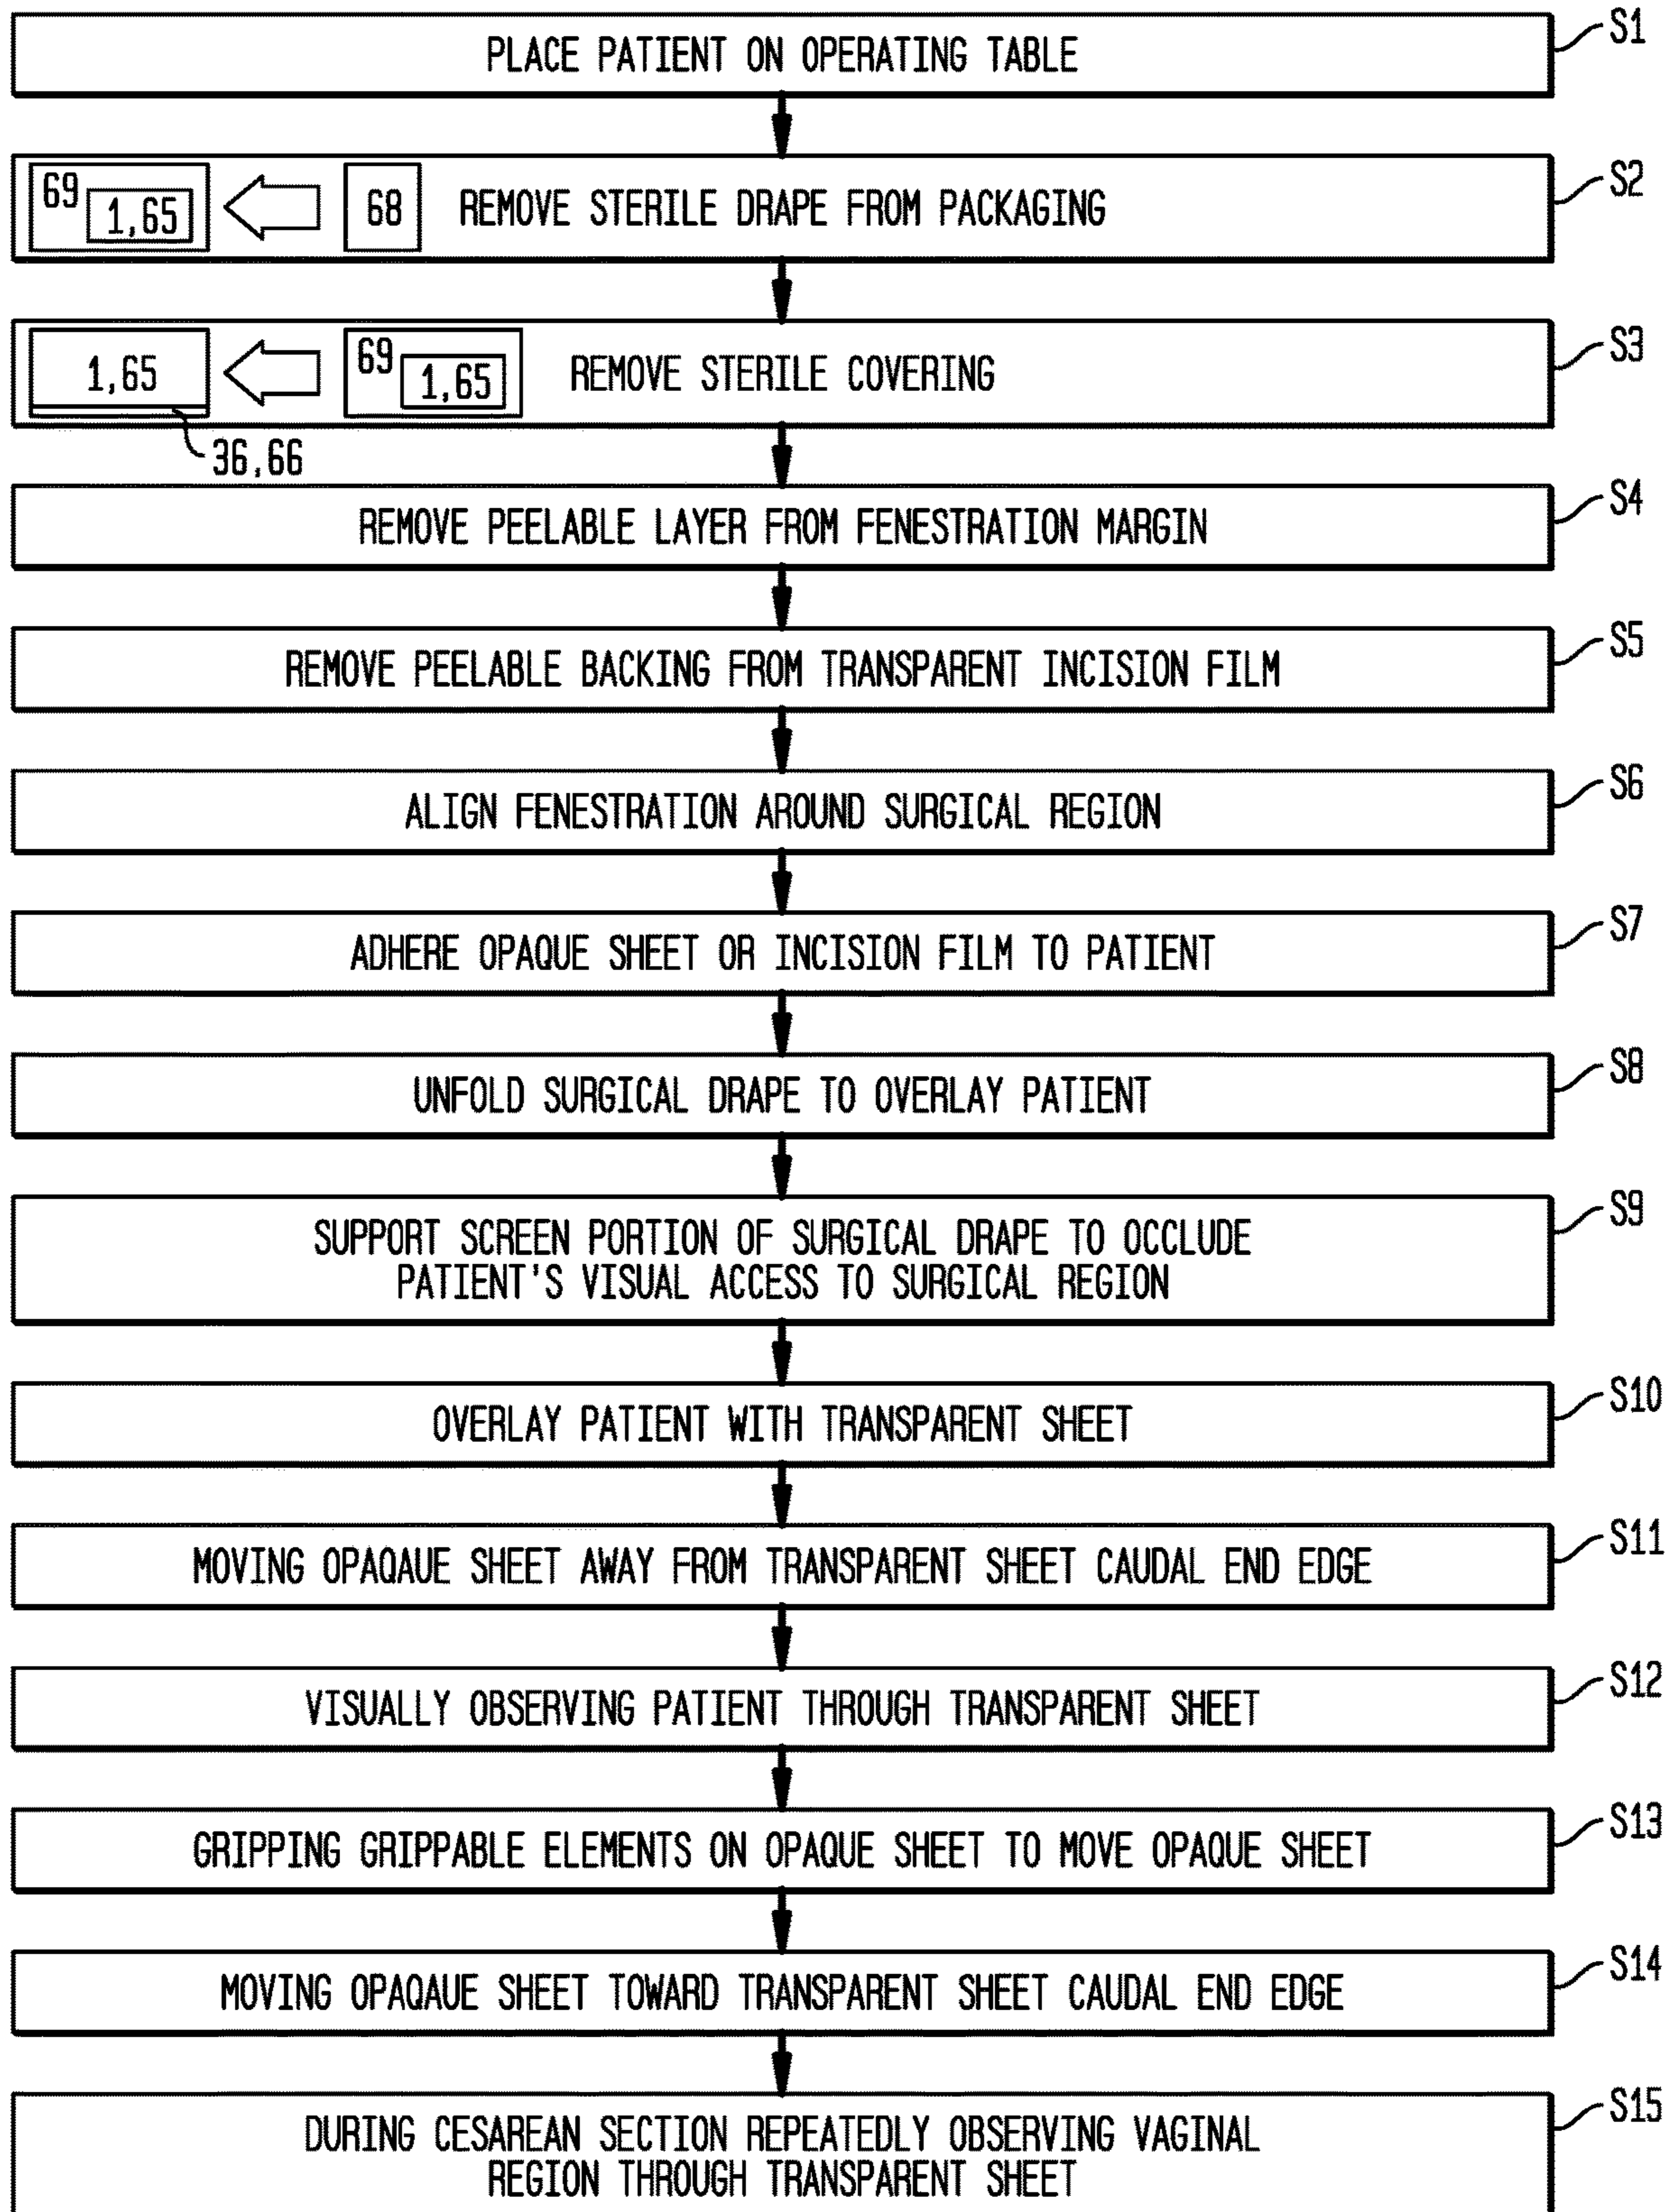 PLACE PATIENT ON OPERATING TABLE
S1
69
1,65
68
REMOVE STERILE DRAPE FROM PACKAGING
S2
1,65
69
1,65
REMOVE STERILE COVERING
S3
36,66
REMOVE PEELABLE LAYER FROM FENESTRATION MARGIN
S4
REMOVE PEELABLE BACKING FROM TRANSPARENT INCISION FILM
S5
ALIGN FENESTRATION AROUND SURGICAL REGION
S6
ADHERE OPAQUE SHEET OR INCISION FILM TO PATIENT
S7
UNFOLD SURGICAL DRAPE TO OVERLAY PATIENT
S8
SUPPORT SCREEN PORTION OF SURGICAL DRAPE TO OCCLUDE
PATIENT'S VISUAL ACCESS TO SURGICAL REGION
S9
OVERLAY PATIENT WITH TRANSPARENT SHEET
S10
MOVING OPAQAUE SHEET AWAY FROM TRANSPARENT SHEET CAUDAL END EDGE
S11
VISUALLY OBSERVING PATIENT THROUGH TRANSPARENT SHEET
S12
GRIPPING GRIPPABLE ELEMENTS ON OPAQUE SHEET TO MOVE OPAQUE SHEET
S13
MOVING OPAQAUE SHEET TOWARD TRANSPARENT SHEET CAUDAL END EDGE
S14
DURING CESAREAN SECTION REPEATEDLY OBSERVING VAGINAL
REGION THROUGH TRANSPARENT SHEET
S15